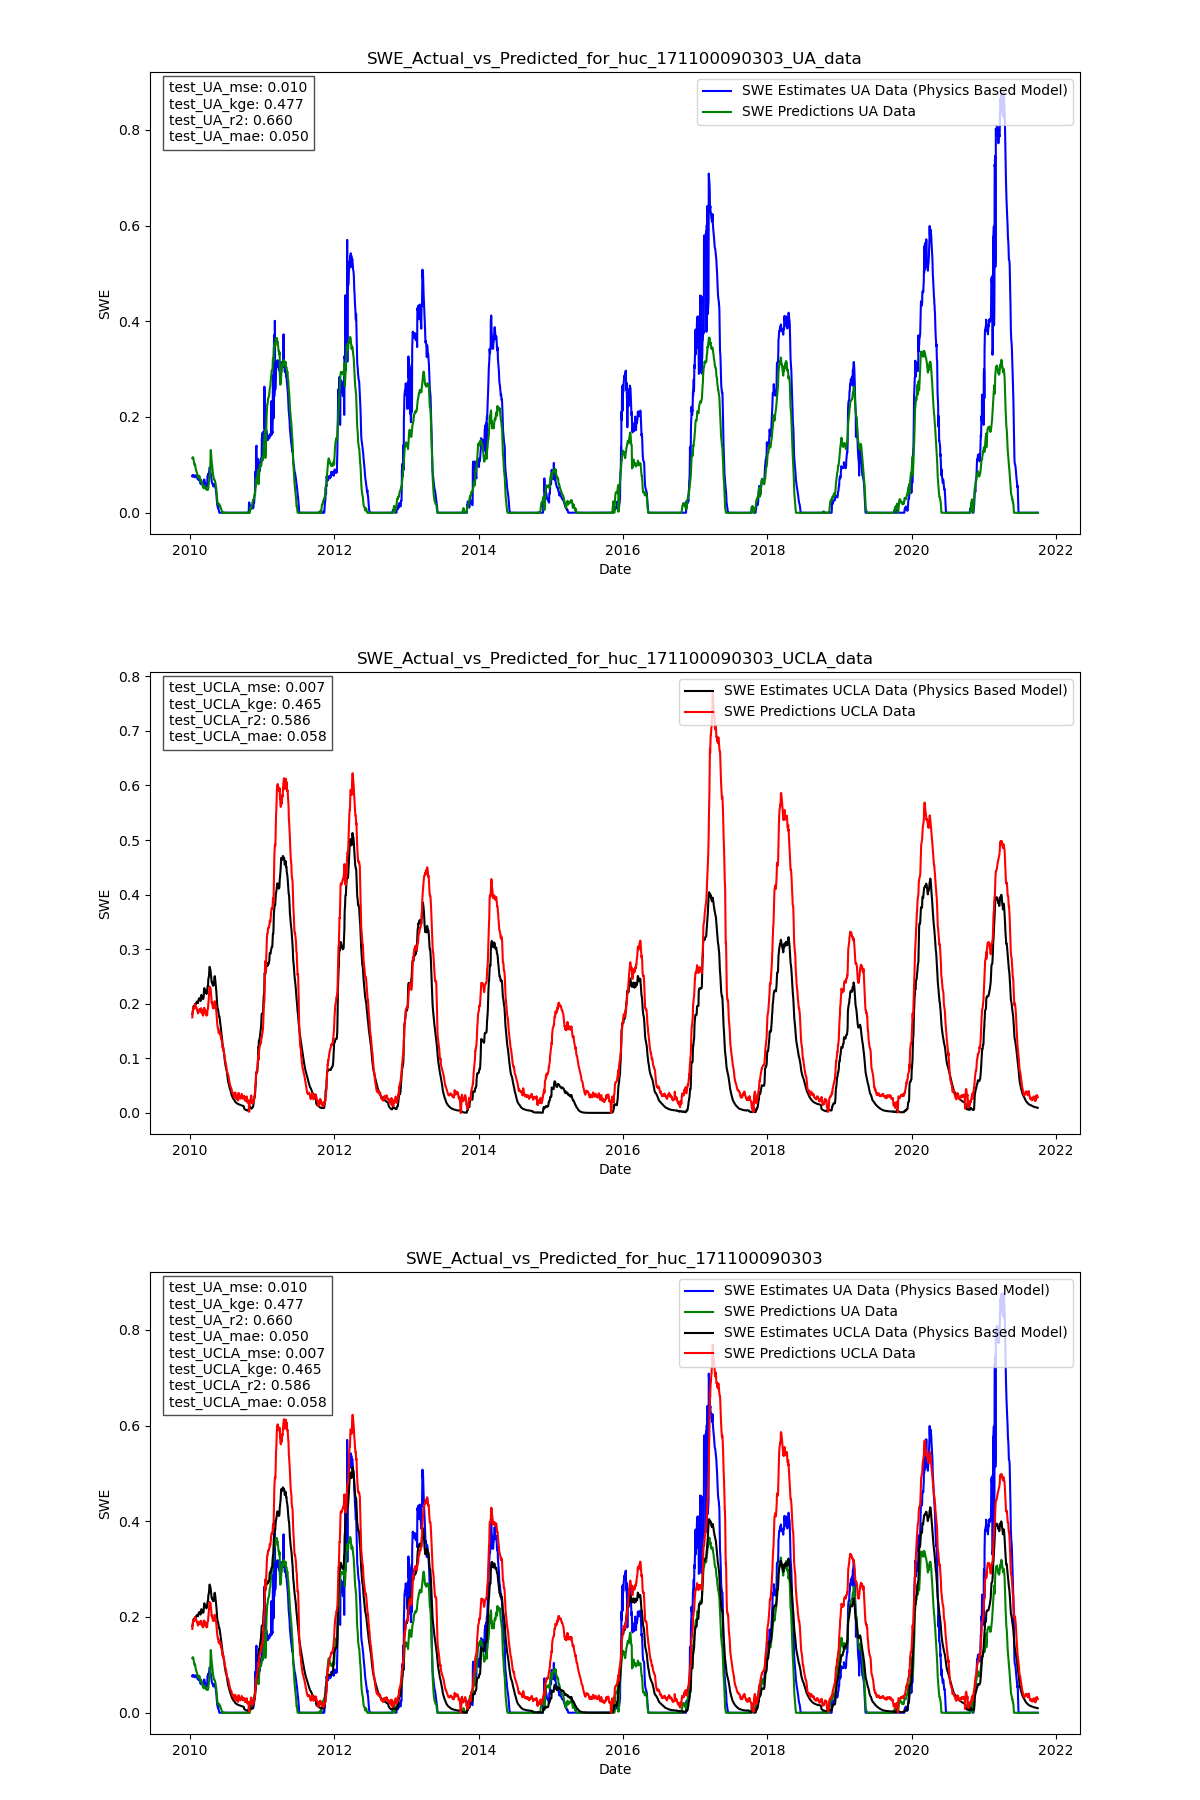 SWE_Actual_vs_Predicted_for_huc_171100090303_UA_data
test_UA_mse: 0.010
test_UA_kge: 0.477
test_UA_r2: 0.660
test_UA_mae: 0.050
SWE Estimates UA Data (Physics Based Model)
SWE Predictions UA Data
0.8
0.6
0.4
0.2
0.0
SWE
2010 2012 2014 2016 2018 2020 2022
Date
SWE_Actual_vs_Predicted_for_huc_171100090303_UCLA_data
test_UCLA_mse: 0.007
test_UCLA_kge: 0.465
test_UCLA_r2: 0.586
test_UCLA_mae: 0.058
SWE Estimates UCLA Data (Physics Based Model)
SWE Predictions UCLA Data
0.8
0.7
0.6
0.5
0.4
0.3
0.2
0.1
0.0
SWE
2010 2012 2014 2016 2018 2020 2022
Date
SWE_Actual_vs_Predicted_for_huc_171100090303
test_UA_mse: 0.010
test_UA_kge: 0.477
test_UA_r2: 0.660
test_UA_mae: 0.050
test_UCLA_mse: 0.007
test_UCLA_kge: 0.465
test_UCLA_r2: 0.586
test_UCLA_mae: 0.058
SWE Estimates UA Data (Physics Based Model)
SWE Predictions UA Data
SWE Estimates UCLA Data (Physics Based Model)
SWE Predictions UCLA Data
0.8
0.6
0.4
0.2
0.0
SWE
2010 2012 2014 2016 2018 2020 2022
Date